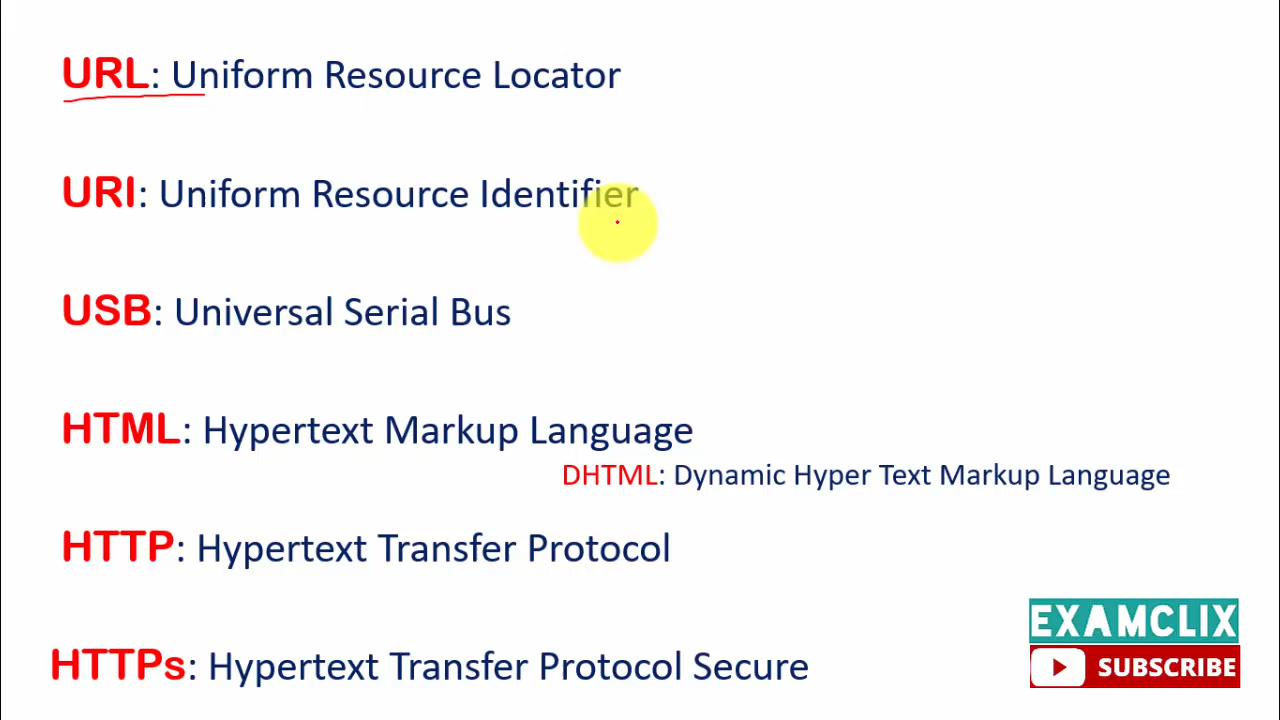 URL: Uniform Resource Locator
URI: Uniform Resource Identifier
USB: Universal Serial Bus
HTML: Hypertext Markup Language
DHTML: Dynamic Hyper Text Markup Language
HTTP: Hypertext Transfer Protocol
HTTPs: Hypertext Transfer Protocol Secure
EXAMCLIX
SUBSCRIBE